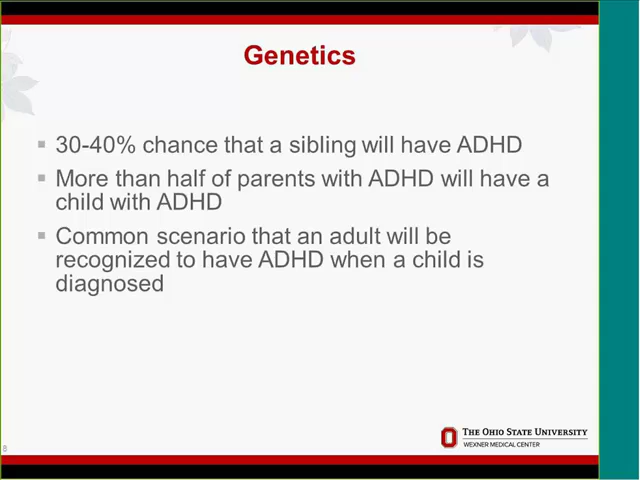 Genetics
30-40% chance that a sibling will have ADHD
More than half of parents with ADHD will have a
child with ADHD
Common scenario that an adult will be
recognized to have ADHD when a child is
diagnosed
8
THE OHIO STATE UNIVERSITY
WEXNER MEDICAL CENTER